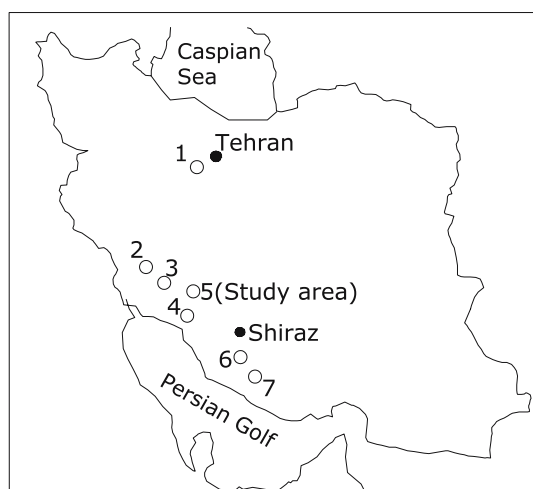 Caspian
Sea
Tehran
1
2
3
5(Study area)
4
Shiraz
6
7
Persian Golf